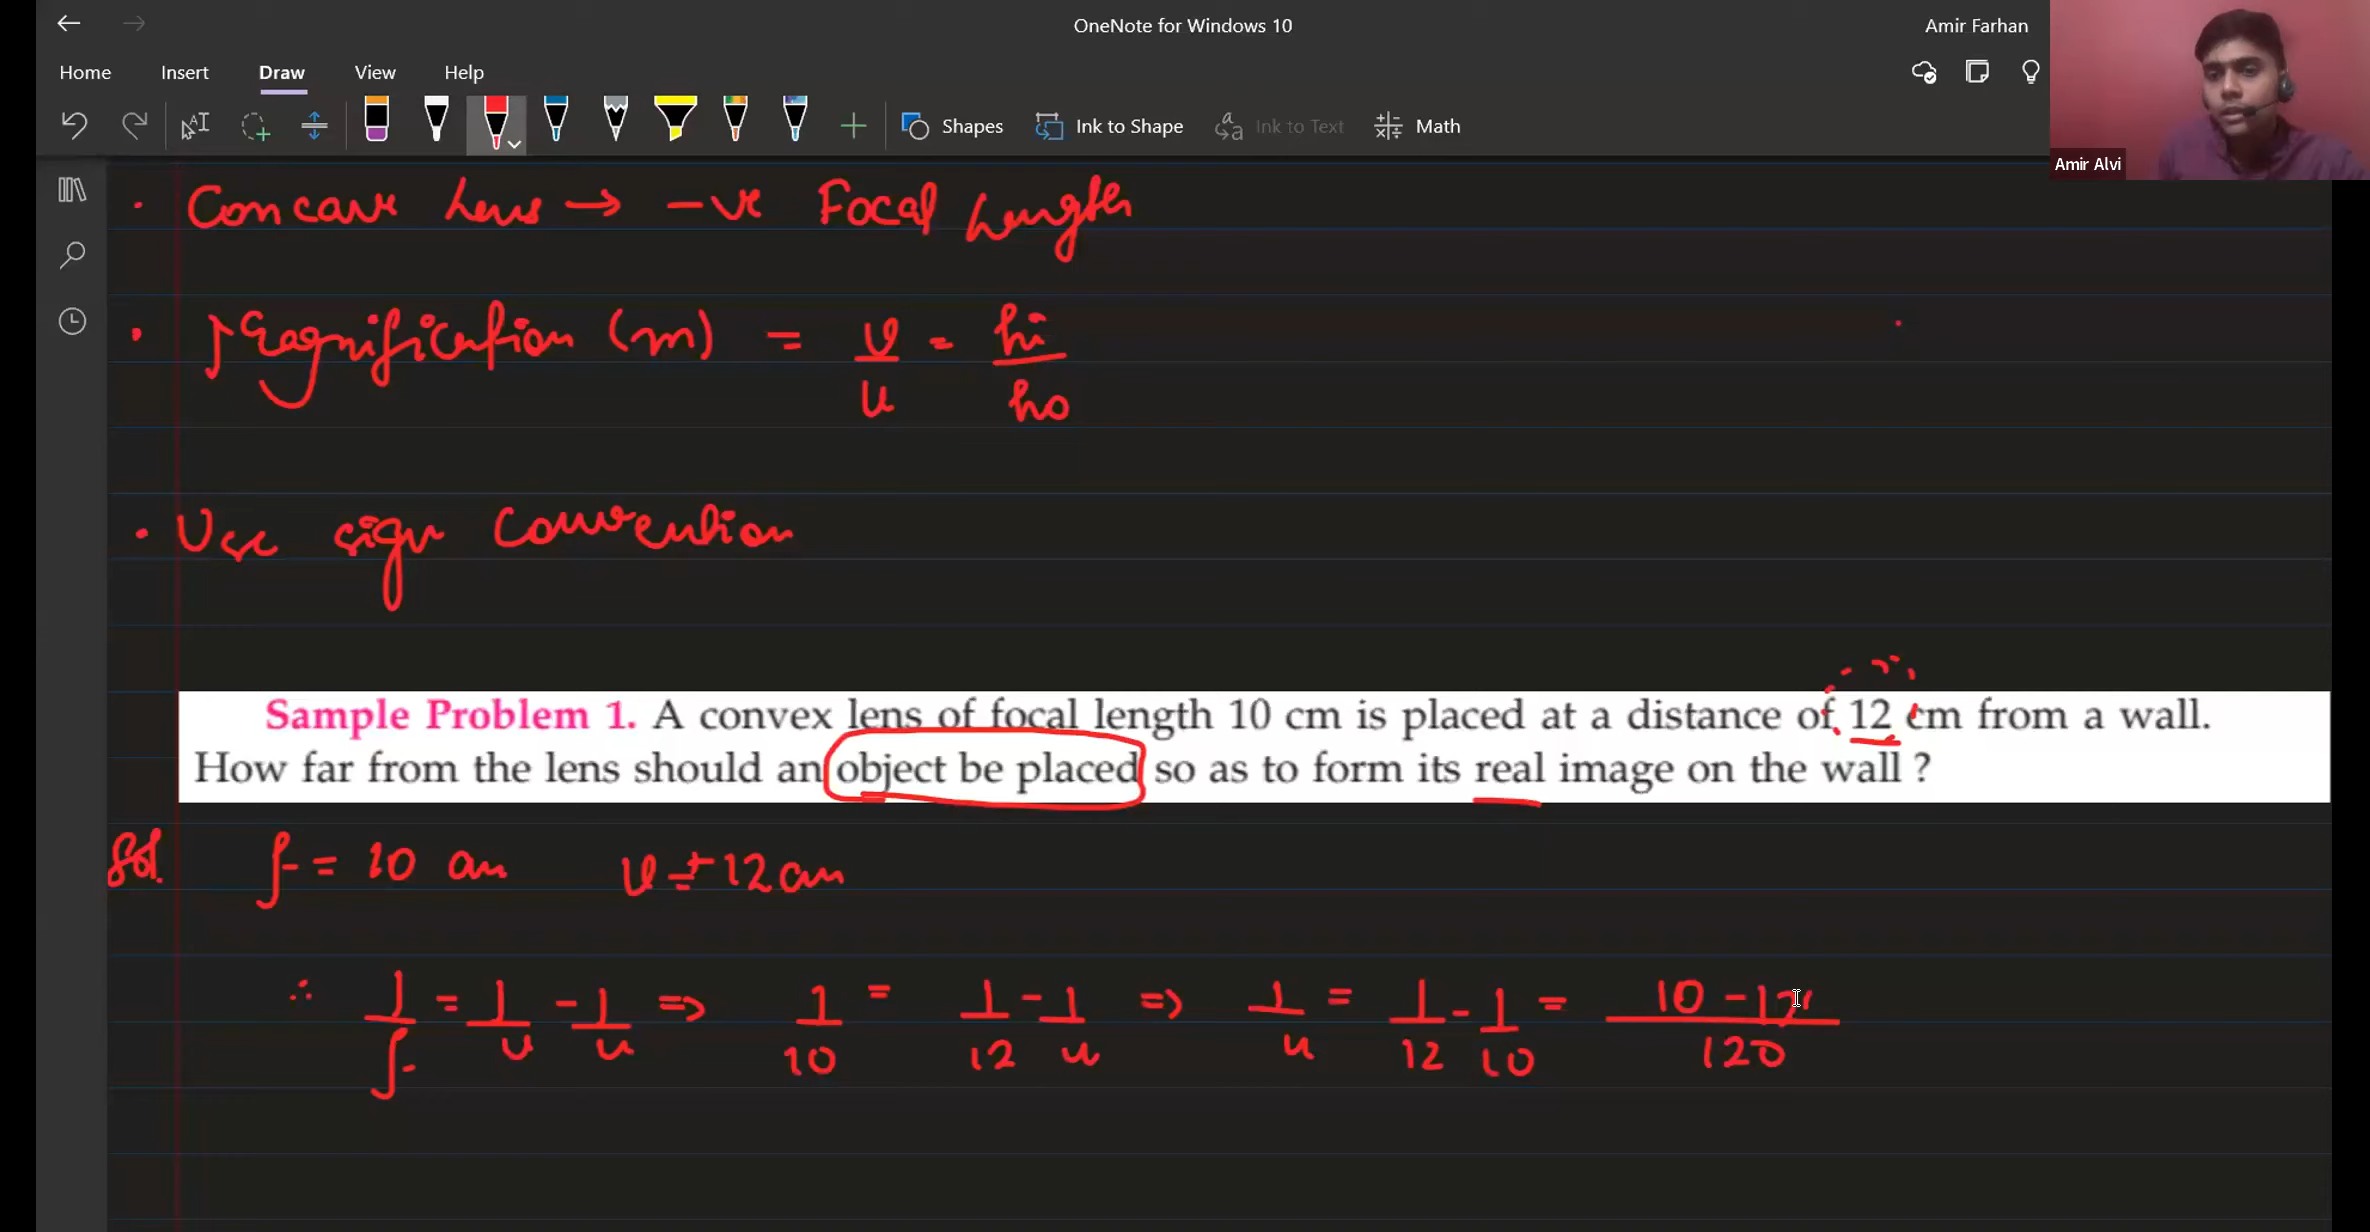 OneNote for Windows 10
Amir Farhan
Home Insert Draw View Help
Shapes Ink to Shape Ink to Text Math
Amir Alvi
· Concave Lens → -ve Focal Length
· Magnification (m) = v/u = hi/ho
· Use sign Convention
Sample Problem 1. A convex lens of focal length 10 cm is placed at a distance of 12 cm from a wall.
How far from the lens should an object be placed so as to form its real image on the wall ?
Sol. f = 10 cm v = +12 cm
∴ 1/f = 1/v - 1/u ⇒ 1/10 = 1/12 - 1/u ⇒ 1/u = 1/12 - 1/10 = 10 - 12/120